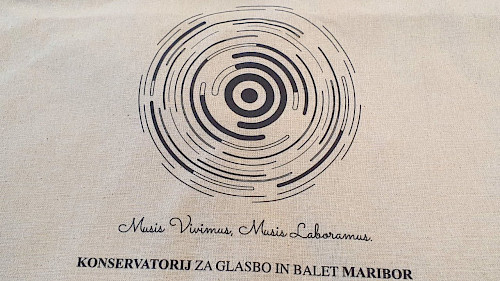 Musis Vivimus, Musis Laboramus.
KONSERVATORIJ ZA GLASBO IN BALET MARIBOR